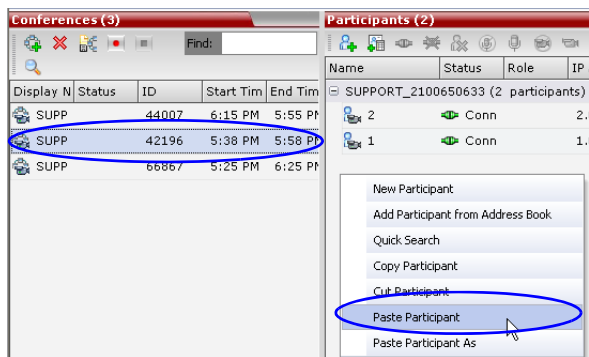 Conferences (3)
Find:
Display N Status ID Start Tim End Tim
SUPP 44007 6:15 PM 5:55 PM
SUPP 42196 5:38 PM 5:58 PM
SUPP 66867 5:25 PM 6:25 PM
Participants (2)
Name Status Role IP
SUPPORT_2100650633 (2 participants)
2 Conn 2.
1 Conn 1.
New Participant
Add Participant from Address Book
Quick Search
Copy Participant
Cut Participant
Paste Participant
Paste Participant As